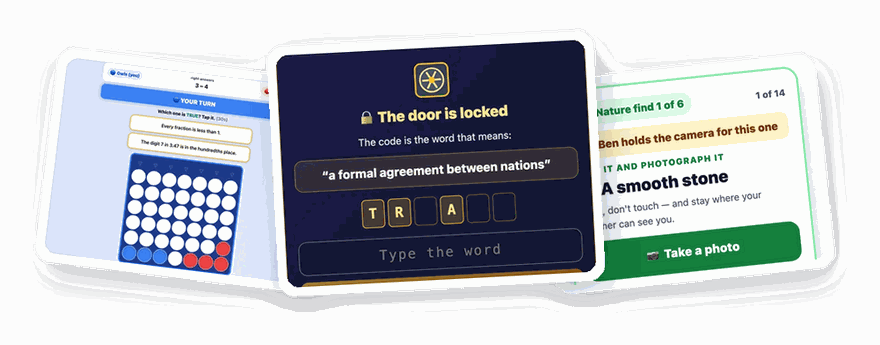 Owls (you)
right answers
3 – 4
YOUR TURN
Which one is TRUE? Tap it. (30s)
Every fraction is less than 1.
The digit 7 in 3.47 is in the hundredths place.
The door is locked
The code is the word that means:
"a formal agreement between nations"
T R A
Type the word
Nature find 1 of 6
1 of 14
Ben holds the camera for this one
IT AND PHOTOGRAPH IT
A smooth stone
, don't touch — and stay where your
her can see you.
Take a photo